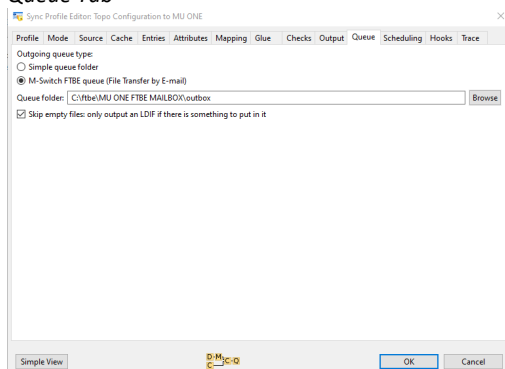 Queue Tab
Sync Profile Editor: Topo Configuration to MU ONE
Profile Mode Source Cache Entries Attributes Mapping Glue Checks Output Queue Scheduling Hooks Trace
Outgoing queue type:
Simple queue folder
M-Switch FTBE queue (File Transfer by E-mail)
Queue folder: C:\ftbe\MU ONE FTBE MAILBOX\outbox Browse
Skip empty files: only output an LDIF if there is something to put in it
Simple View OK Cancel